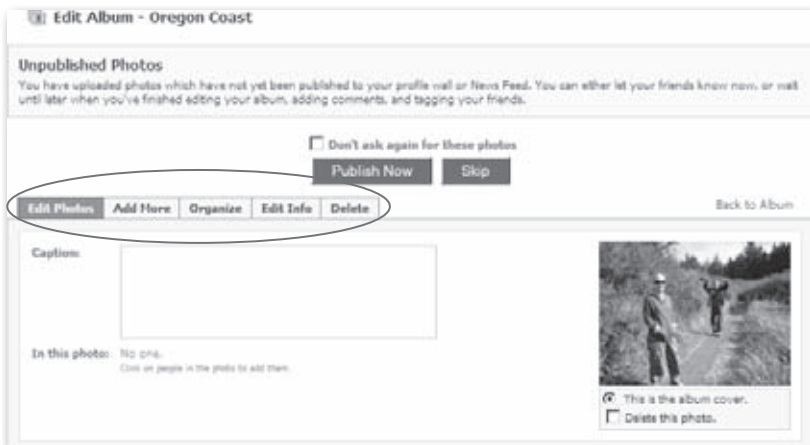 Edit Album - Oregon Coast
Unpublished Photos
You have uploaded photos which have not yet been published to your profile wall or News Feed. You can either let your friends know now, or wait
until later when you've finished editing your album, adding comments, and tagging your friends.
Don't ask again for these photos
Publish Now Skip
Edit Photos Add More Organize Edit Info Delete Back to Album
Caption:
In this photo: No one.
Click on people in the photo to add them.
This is the album cover.
Delete this photo.